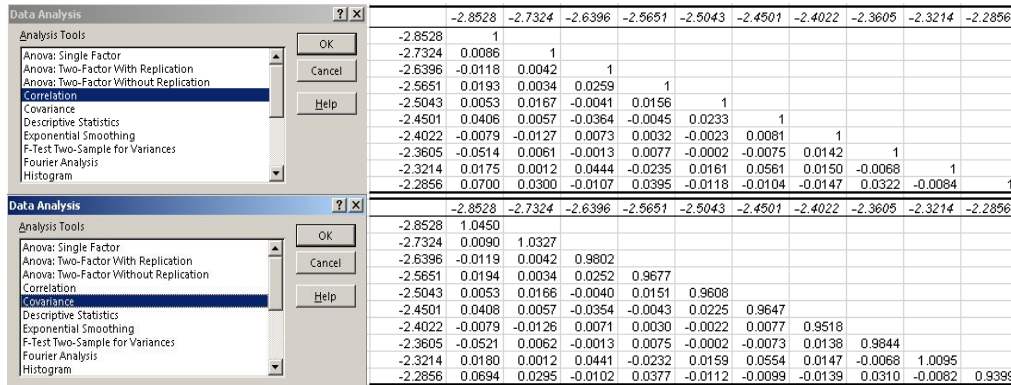 Data Analysis
Analysis Tools
Anova: Single Factor
Anova: Two-Factor With Replication
Anova: Two-Factor Without Replication
Correlation
Covariance
Descriptive Statistics
Exponential Smoothing
F-Test Two-Sample for Variances
Fourier Analysis
Histogram
OK
Cancel
Help
-2.8528 -2.7324 -2.6396 -2.5651 -2.5043 -2.4501 -2.4022 -2.3605 -2.3214 -2.2856
-2.8528 1
-2.7324 0.0086 1
-2.6396 -0.0118 0.0042 1
-2.5651 0.0193 0.0034 0.0259 1
-2.5043 0.0053 0.0167 -0.0041 0.0156 1
-2.4501 0.0406 0.0057 -0.0364 -0.0045 0.0233 1
-2.4022 -0.0079 -0.0127 0.0073 0.0032 -0.0023 0.0081 1
-2.3605 -0.0514 0.0061 -0.0013 0.0077 -0.0002 -0.0075 0.0142 1
-2.3214 0.0175 0.0012 0.0444 -0.0235 0.0161 0.0561 0.0150 -0.0068 1
-2.2856 0.0700 0.0300 -0.0107 0.0395 -0.0118 -0.0104 -0.0147 0.0322 -0.0084 1
Data Analysis
Analysis Tools
Anova: Single Factor
Anova: Two-Factor With Replication
Anova: Two-Factor Without Replication
Correlation
Covariance
Descriptive Statistics
Exponential Smoothing
F-Test Two-Sample for Variances
Fourier Analysis
Histogram
OK
Cancel
Help
-2.8528 -2.7324 -2.6396 -2.5651 -2.5043 -2.4501 -2.4022 -2.3605 -2.3214 -2.2856
-2.8528 1.0450
-2.7324 0.0090 1.0327
-2.6396 -0.0119 0.0042 0.9802
-2.5651 0.0194 0.0034 0.0252 0.9677
-2.5043 0.0053 0.0166 -0.0040 0.0151 0.9608
-2.4501 0.0408 0.0057 -0.0354 -0.0043 0.0225 0.9647
-2.4022 -0.0079 -0.0126 0.0071 0.0030 -0.0022 0.0077 0.9518
-2.3605 -0.0521 0.0062 -0.0013 0.0075 -0.0002 -0.0073 0.0138 0.9844
-2.3214 0.0180 0.0012 0.0441 -0.0232 0.0159 0.0554 0.0147 -0.0068 1.0095
-2.2856 0.0694 0.0295 -0.0102 0.0377 -0.0112 -0.0099 -0.0139 0.0310 -0.0082 0.9399